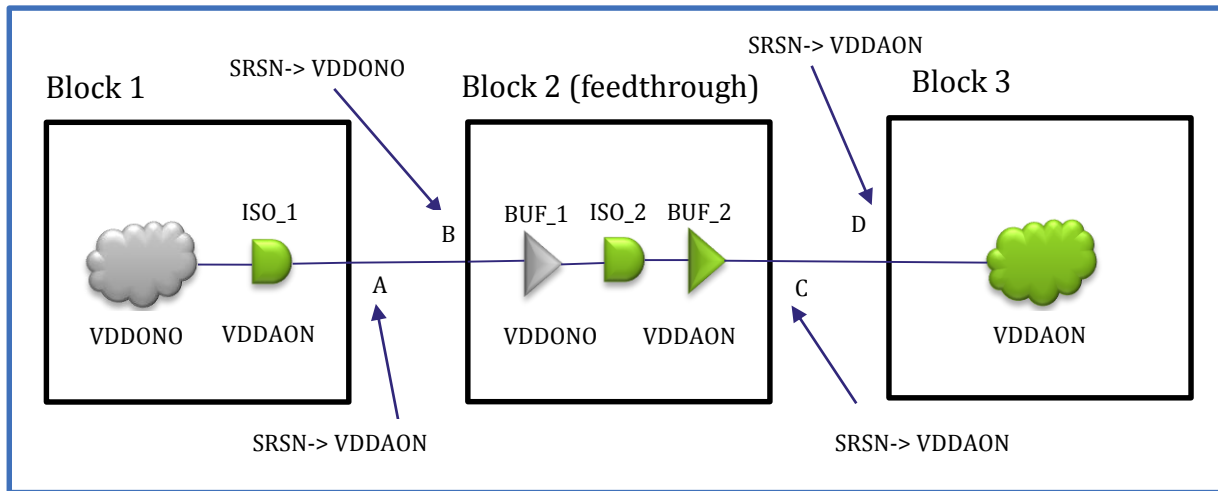 SRSN-> VDDONO
SRSN-> VDDAON
Block 1
Block 2 (feedthrough)
Block 3
ISO_1
BUF_1
ISO_2
BUF_2
B
D
A
C
VDDONO
VDDAON
VDDONO
VDDAON
VDDAON
SRSN-> VDDAON
SRSN-> VDDAON